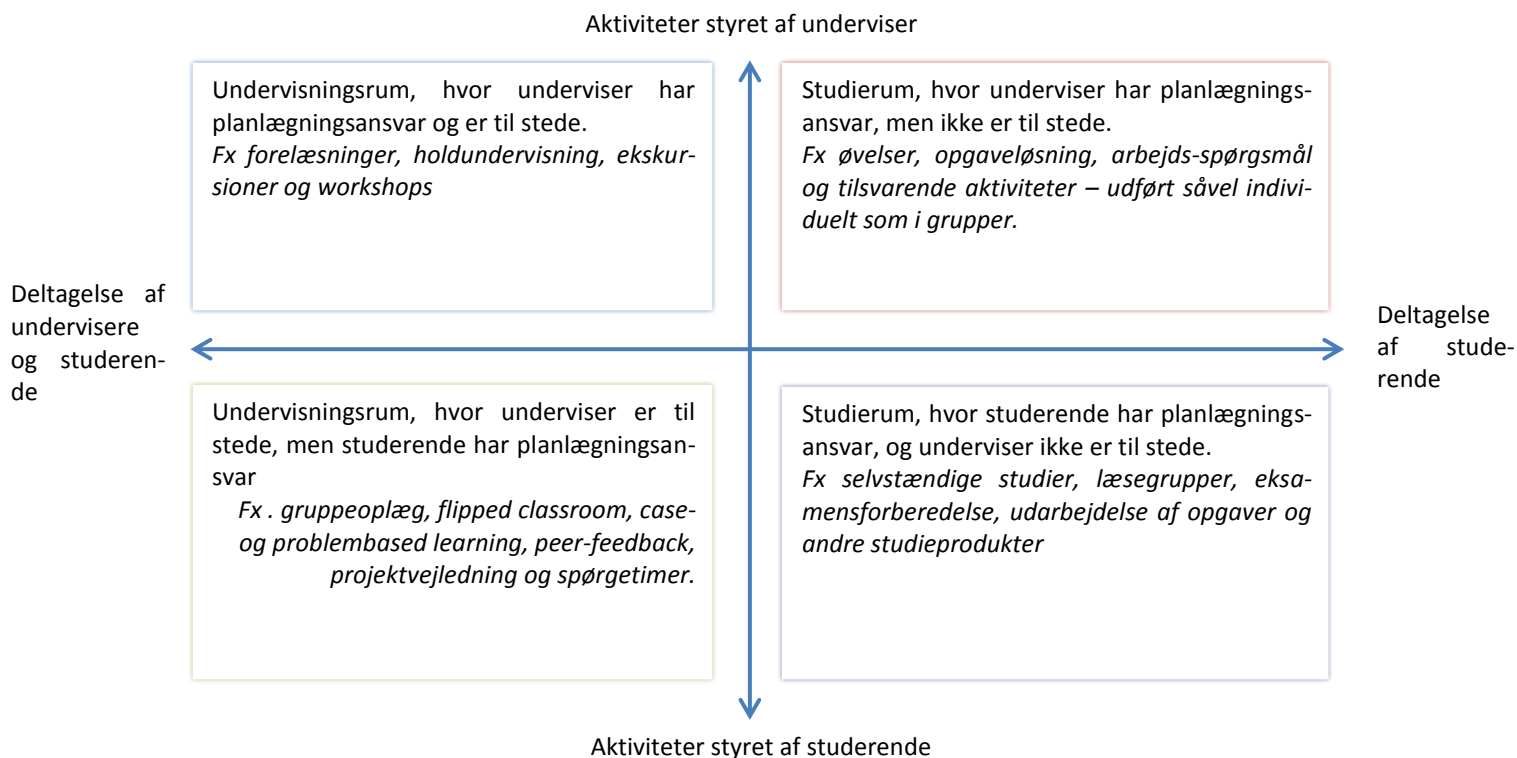 Aktiviteter styret af underviser
Undervisningsrum, hvor underviser har
planlægningsansvar og er til stede.
Fx forelæsninger, holdundervisning, ekskur-
sioner og workshops
Studierum, hvor underviser har planlægnings-
ansvar, men ikke er til stede.
Fx øvelser, opgaveløsning, arbejds-spørgsmål
og tilsvarende aktiviteter – udført såvel indivi-
duelt som i grupper.
Deltagelse af
undervisere
og studeren-
de
Deltagelse
af stude-
rende
Undervisningsrum, hvor underviser er til
stede, men studerende har planlægningsan-
svar
Fx . gruppeoplæg, flipped classroom, case-
og problembased learning, peer-feedback,
projektvejledning og spørgetimer.
Studierum, hvor studerende har planlægnings-
ansvar, og underviser ikke er til stede.
Fx selvstændige studier, læsegrupper, eksa-
mensforberedelse, udarbejdelse af opgaver og
andre studieprodukter
Aktiviteter styret af studerende